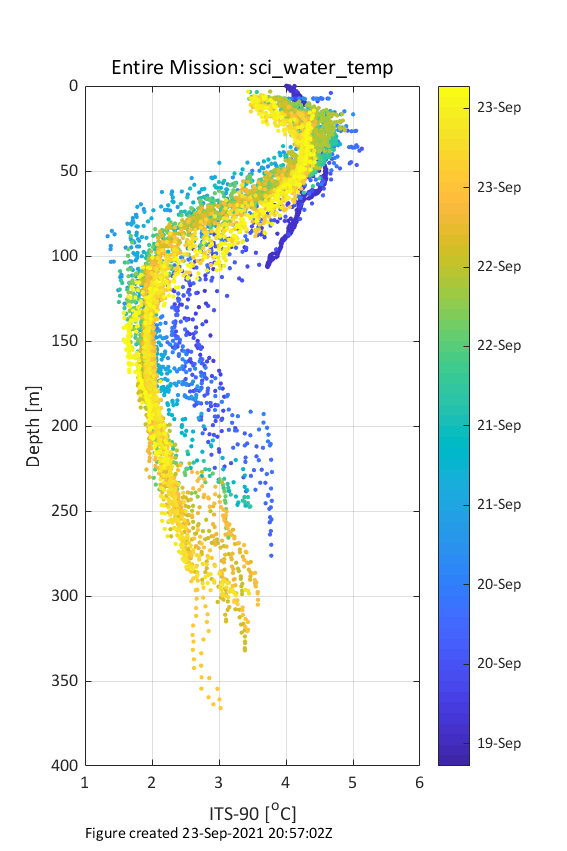 Entire Mission: sci_water_temp
0
50
100
150
200
250
300
350
400
Depth [m]
1 2 3 4 5 6
ITS-90 [°C]
Figure created 23-Sep-2021 20:57:02Z
23-Sep
23-Sep
22-Sep
22-Sep
21-Sep
21-Sep
20-Sep
20-Sep
19-Sep